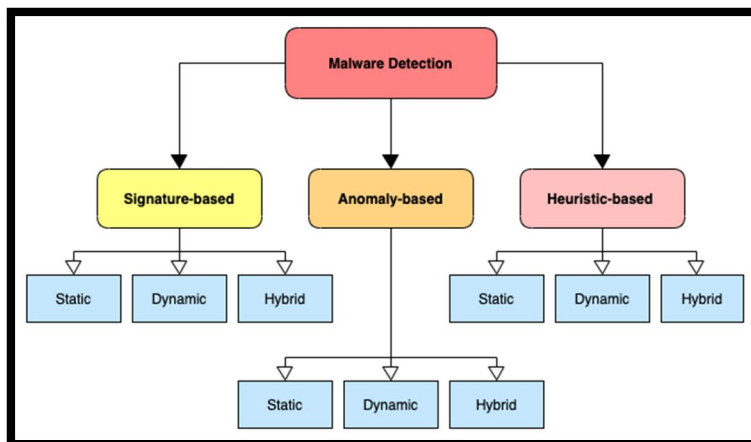 Malware Detection
Signature-based
Anomaly-based
Heuristic-based
Static
Dynamic
Hybrid
Static
Dynamic
Hybrid
Static
Dynamic
Hybrid